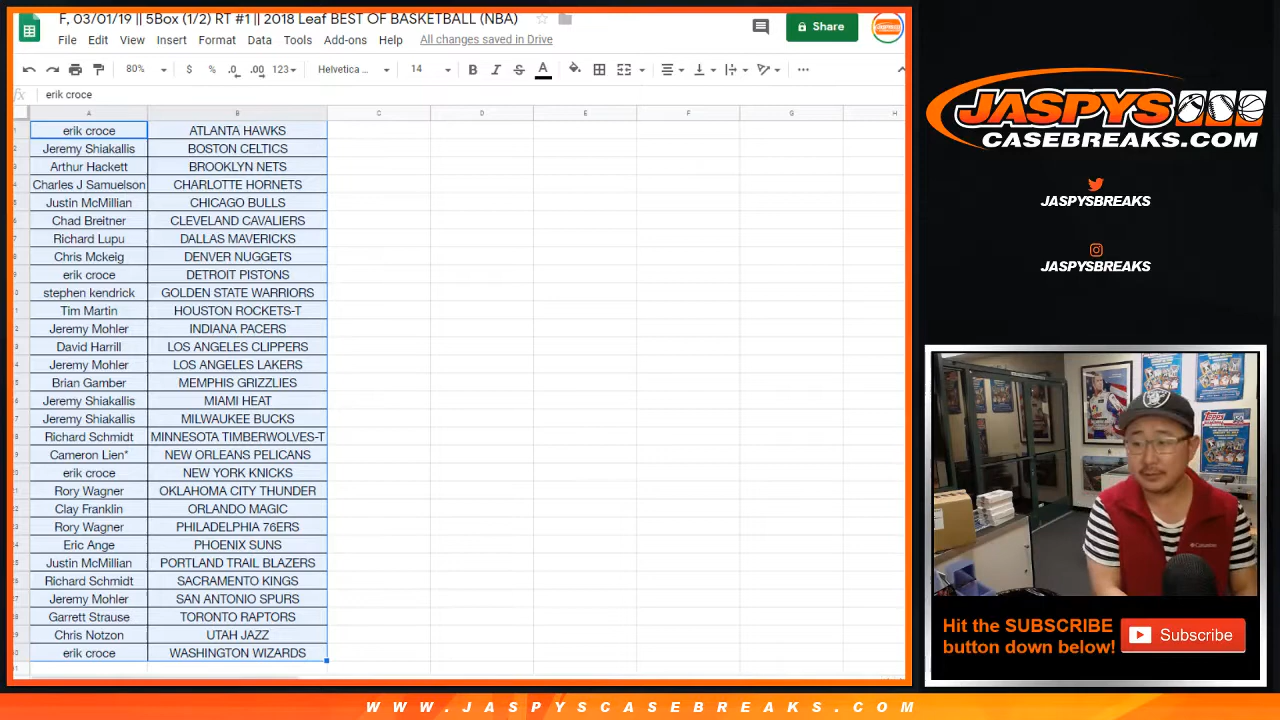 F, 03/01/19 || 5Box (1/2) RT #1 || 2018 Leaf BEST OF BASKETBALL (NBA)
File Edit View Insert Format Data Tools Add-ons Help All changes saved in Drive
Share
80% $ % .0 .00 123 Helvetica ... 14 B I S A
fx erik croce
A B C D E F G H
erik croce ATLANTA HAWKS
Jeremy Shiakallis BOSTON CELTICS
Arthur Hackett BROOKLYN NETS
Charles J Samuelson CHARLOTTE HORNETS
Justin McMillian CHICAGO BULLS
Chad Breitner CLEVELAND CAVALIERS
Richard Lupu DALLAS MAVERICKS
Chris Mckeig DENVER NUGGETS
erik croce DETROIT PISTONS
stephen kendrick GOLDEN STATE WARRIORS
Tim Martin HOUSTON ROCKETS-T
Jeremy Mohler INDIANA PACERS
David Harrill LOS ANGELES CLIPPERS
Jeremy Mohler LOS ANGELES LAKERS
Brian Gamber MEMPHIS GRIZZLIES
Jeremy Shiakallis MIAMI HEAT
Jeremy Shiakallis MILWAUKEE BUCKS
Richard Schmidt MINNESOTA TIMBERWOLVES-T
Cameron Lien* NEW ORLEANS PELICANS
erik croce NEW YORK KNICKS
Rory Wagner OKLAHOMA CITY THUNDER
Clay Franklin ORLANDO MAGIC
Rory Wagner PHILADELPHIA 76ERS
Eric Ange PHOENIX SUNS
Justin McMillian PORTLAND TRAIL BLAZERS
Richard Schmidt SACRAMENTO KINGS
Jeremy Mohler SAN ANTONIO SPURS
Garrett Strause TORONTO RAPTORS
Chris Notzon UTAH JAZZ
erik croce WASHINGTON WIZARDS
JASPYS
CASEBREAKS.COM
JASPYSBREAKS
JASPYSBREAKS
Topps
Hit the SUBSCRIBE
button down below!
Subscribe
WWW.JASPYSCASEBREAKS.COM